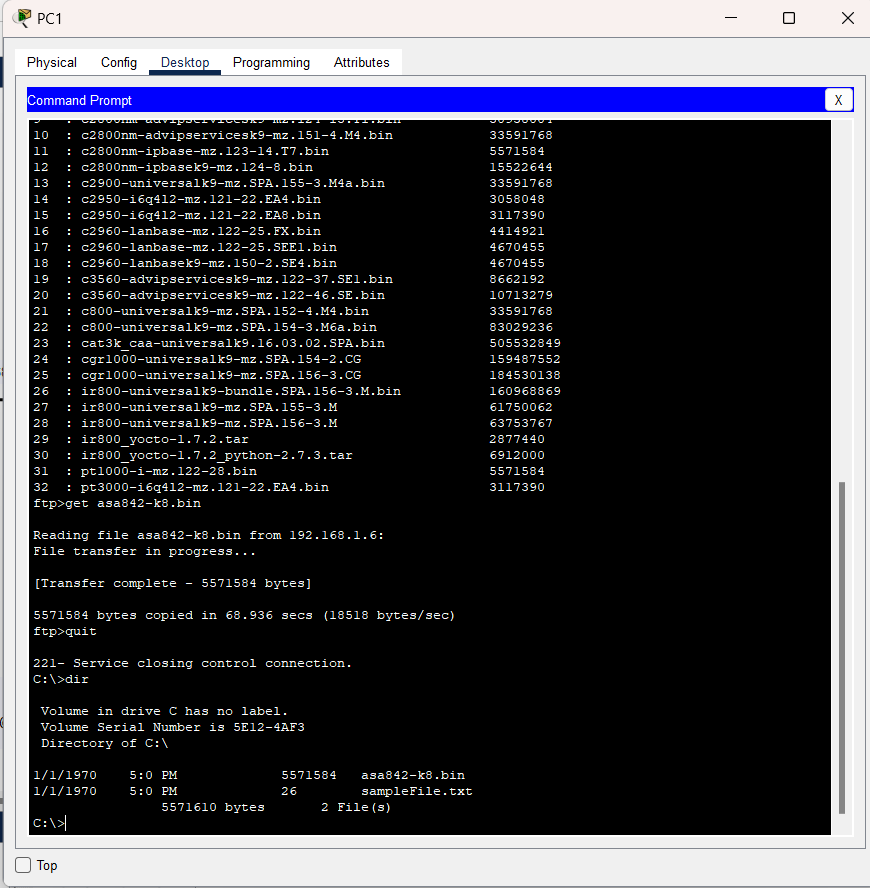 PC1
Physical Config Desktop Programming Attributes
Command Prompt
X
9 : c2800nm-advipservicesk9-mz.124-15.T1.bin 50938004
10 : c2800nm-advipservicesk9-mz.151-4.M4.bin 33591768
11 : c2800nm-ipbase-mz.123-14.T7.bin 5571584
12 : c2800nm-ipbasek9-mz.124-8.bin 15522644
13 : c2900-universalk9-mz.SPA.155-3.M4a.bin 33591768
14 : c2950-i6q4l2-mz.121-22.EA4.bin 3058048
15 : c2950-i6q4l2-mz.121-22.EA8.bin 3117390
16 : c2960-lanbase-mz.122-25.FX.bin 4414921
17 : c2960-lanbase-mz.122-25.SEE1.bin 4670455
18 : c2960-lanbasek9-mz.150-2.SE4.bin 4670455
19 : c3560-advipservicesk9-mz.122-37.SE1.bin 8662192
20 : c3560-advipservicesk9-mz.122-46.SE.bin 10713279
21 : c800-universalk9-mz.SPA.152-4.M4.bin 33591768
22 : c800-universalk9-mz.SPA.154-3.M6a.bin 83029236
23 : cat3k_caa-universalk9.16.03.02.SPA.bin 505532849
24 : cgr1000-universalk9-mz.SPA.154-2.CG 159487552
25 : cgr1000-universalk9-mz.SPA.156-3.CG 184530138
26 : ir800-universalk9-bundle.SPA.156-3.M.bin 160968869
27 : ir800-universalk9-mz.SPA.155-3.M 61750062
28 : ir800-universalk9-mz.SPA.156-3.M 63753767
29 : ir800_yocto-1.7.2.tar 2877440
30 : ir800_yocto-1.7.2_python-2.7.3.tar 6912000
31 : pt1000-i-mz.122-28.bin 5571584
32 : pt3000-i6q4l2-mz.121-22.EA4.bin 3117390
ftp>get asa842-k8.bin
Reading file asa842-k8.bin from 192.168.1.6:
File transfer in progress...
[Transfer complete - 5571584 bytes]
5571584 bytes copied in 68.936 secs (18518 bytes/sec)
ftp>quit
221- Service closing control connection.
C:\>dir
Volume in drive C has no label.
Volume Serial Number is 5E12-4AF3
Directory of C:\
1/1/1970 5:0 PM 5571584 asa842-k8.bin
1/1/1970 5:0 PM 26 sampleFile.txt
5571610 bytes 2 File(s)
C:\>
Top